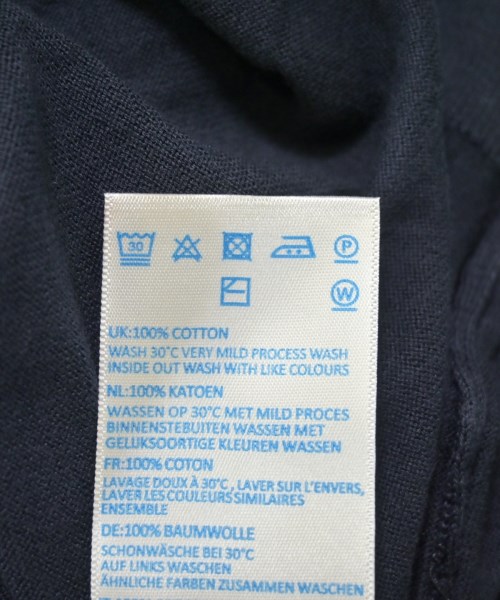 30
P
W
UK:100% COTTON
WASH 30°C VERY MILD PROCESS WASH
INSIDE OUT WASH WITH LIKE COLOURS
NL:100% KATOEN
WASSEN OP 30°C MET MILD PROCES
BINNENSTEBUITEN WASSEN MET
GELUKSOORTIGE KLEUREN WASSEN
FR:100% COTON
LAVAGE DOUX À 30°C, LAVER SUR L'ENVERS,
LAVER LES COULEURS SIMILAIRES
ENSEMBLE
DE:100% BAUMWOLLE
SCHONWÄSCHE BEI 30°C
AUF LINKS WASCHEN
ÄHNLICHE FARBEN ZUSAMMEN WASCHEN